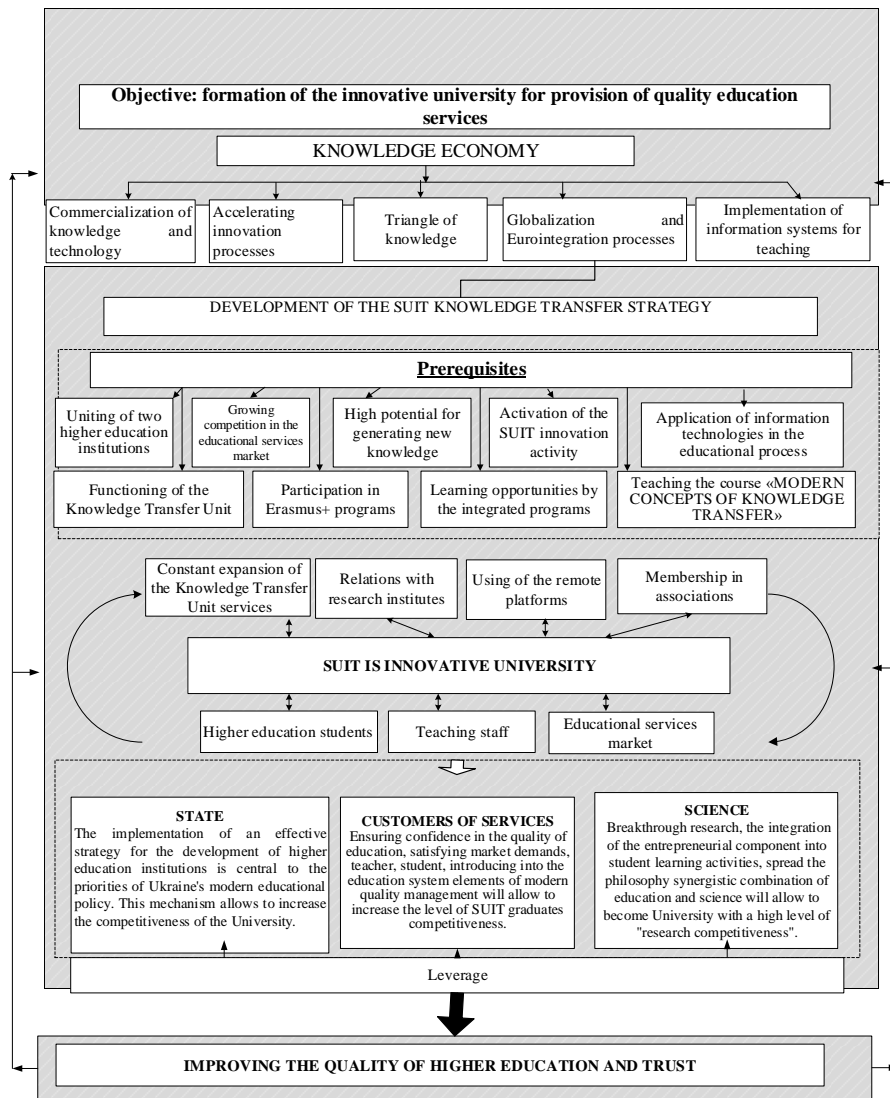 Objective: formation of the innovative university for provision of quality education
services
KNOWLEDGE ECONOMY
Commercialization of
knowledge and
technology
Accelerating
innovation
processes
Triangle of
knowledge
Globalization and
Eurointegration processes
Implementation of
information systems for
teaching
DEVELOPMENT OF THE SUIT KNOWLEDGE TRANSFER STRATEGY
Prerequisites
Uniting of two
higher education
institutions
Growing
competition in the
educational services
market
High potential for
generating new
knowledge
Activation of the
SUIT innovation
activity
Application of information
technologies in the
educational process
Functioning of the
Knowledge Transfer Unit
Participation in
Erasmus+ programs
Learning opportunities by
the integrated programs
Teaching the course «MODERN
CONCEPTS OF KNOWLEDGE
TRANSFER»
Constant expansion of
the Knowledge Transfer
Unit services
Relations with
research institutes
Using of the remote
platforms
Membership in
associations
SUIT IS INNOVATIVE UNIVERSITY
Higher education students
Teaching staff
Educational services
market
STATE
The implementation of an effective
strategy for the development of higher
education institutions is central to the
priorities of Ukraine's modern educational
policy. This mechanism allows to increase
the competitiveness of the University.
CUSTOMERS OF SERVICES
Ensuring confidence in the quality of
education, satisfying market demands,
teacher, student, introducing into the
education system elements of modern
quality management will allow to
increase the level of SUIT graduates
competitiveness.
SCIENCE
Breakthrough research, the integration
of the entrepreneurial component into
student learning activities, spread the
philosophy synergistic combination of
education and science will allow to
become University with a high level of
"research competitiveness".
Leverage
IMPROVING THE QUALITY OF HIGHER EDUCATION AND TRUST